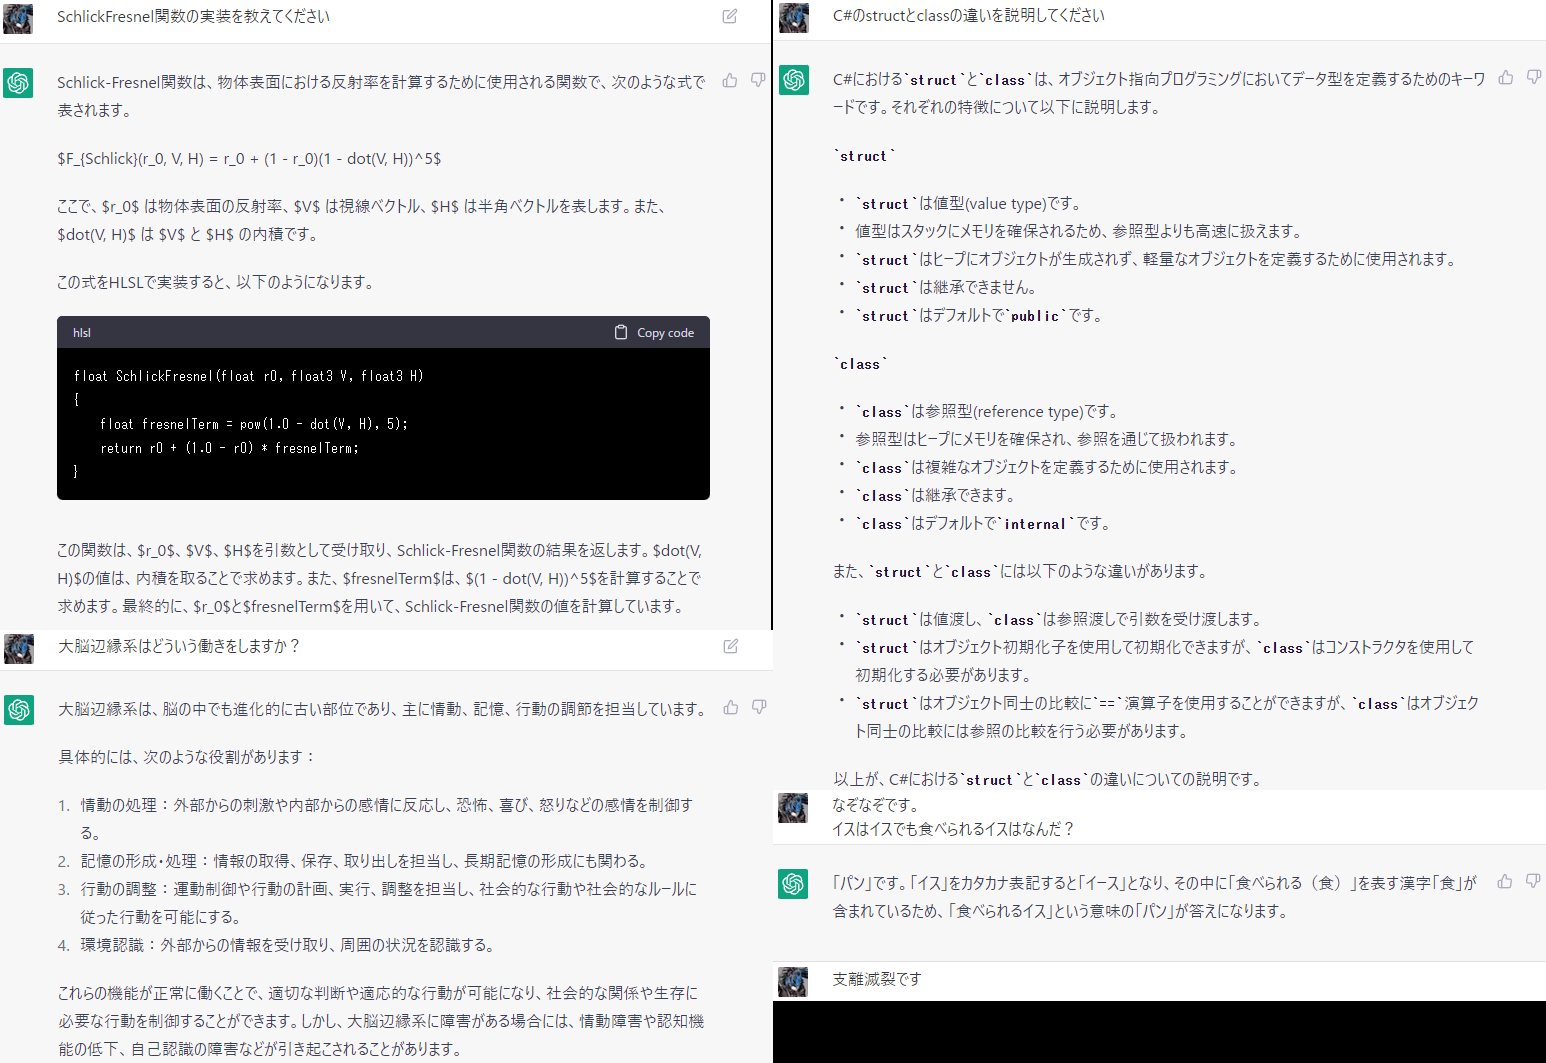 SchlickFresnel関数の実装を教えてください
Schlick-Fresnel関数は、物体表面における反射率を計算するために使用される関数で、次のような式で
表されます。
$F_{Schlick}(r_0, V, H) = r_0 + (1 - r_0)(1 - dot(V, H))^5$
ここで、$r_0$ は物体表面の反射率、$V$ は視線ベクトル、$H$ は半角ベクトルを表します。また、
$dot(V, H)$ は $V$ と $H$ の内積です。
この式をHLSLで実装すると、以下のようになります。
hlsl
Copy code
float SchlickFresnel(float r0, float3 V, float3 H)
{
float fresnelTerm = pow(1.0 - dot(V, H), 5);
return r0 + (1.0 - r0) * fresnelTerm;
}
この関数は、$r_0$、$V$、$H$を引数として受け取り、Schlick-Fresnel関数の結果を返します。$dot(V,
H)$の値は、内積を取ることで求めます。また、$fresnelTerm$は、$(1 - dot(V, H))^5$を計算することで
求めます。最終的に、$r_0$と$fresnelTerm$を用いて、Schlick-Fresnel関数の値を計算しています。
大脳辺縁系はどういう働きをしますか？
大脳辺縁系は、脳の中でも進化的に古い部位であり、主に情動、記憶、行動の調節を担当しています。
具体的には、次のような役割があります：
1. 情動の処理：外部からの刺激や内部からの感情に反応し、恐怖、喜び、怒りなどの感情を制御す
る。
2. 記憶の形成・処理：情報の取得、保存、取り出しを担当し、長期記憶の形成にも関わる。
3. 行動の調整：運動制御や行動の計画、実行、調整を担当し、社会的な行動や社会的なルールに
従った行動を可能にする。
4. 環境認識：外部からの情報を受け取り、周囲の状況を認識する。
これらの機能が正常に働くことで、適切な判断や適応的な行動が可能になり、社会的な関係や生存に
必要な行動を制御することができます。しかし、大脳辺縁系に障害がある場合には、情動障害や認知機
能の低下、自己認識の障害などが引き起こされることがあります。
C#のstructとclassの違いを説明してください
C#における`struct`と`class`は、オブジェクト指向プログラミングにおいてデータ型を定義するためのキーワ
ードです。それぞれの特徴について以下に説明します。
`struct`
• `struct`は値型(value type)です。
• 値型はスタックにメモリを確保されるため、参照型よりも高速に扱えます。
• `struct`はヒープにオブジェクトが生成されず、軽量なオブジェクトを定義するために使用されます。
• `struct`は継承できません。
• `struct`はデフォルトで`public`です。
`class`
• `class`は参照型(reference type)です。
• 参照型はヒープにメモリを確保され、参照を通じて扱われます。
• `class`は複雑なオブジェクトを定義するために使用されます。
• `class`は継承できます。
• `class`はデフォルトで`internal`です。
また、`struct`と`class`には以下のような違いがあります。
• `struct`は値渡し、`class`は参照渡しで引数を受け渡します。
• `struct`はオブジェクト初期化子を使用して初期化できますが、`class`はコンストラクタを使用して
初期化する必要があります。
• `struct`はオブジェクト同士の比較に`==`演算子を使用することができますが、`class`はオブジェク
ト同士の比較には参照の比較を行う必要があります。
以上が、C#における`struct`と`class`の違いについての説明です。
なぞなぞです。
イスはイスでも食べられるイスはなんだ？
「パン」です。「イス」をカタカナ表記すると「イース」となり、その中に「食べられる（食）」を表す漢字「食」が
含まれているため、「食べられるイス」という意味の「パン」が答えになります。
支離滅裂です